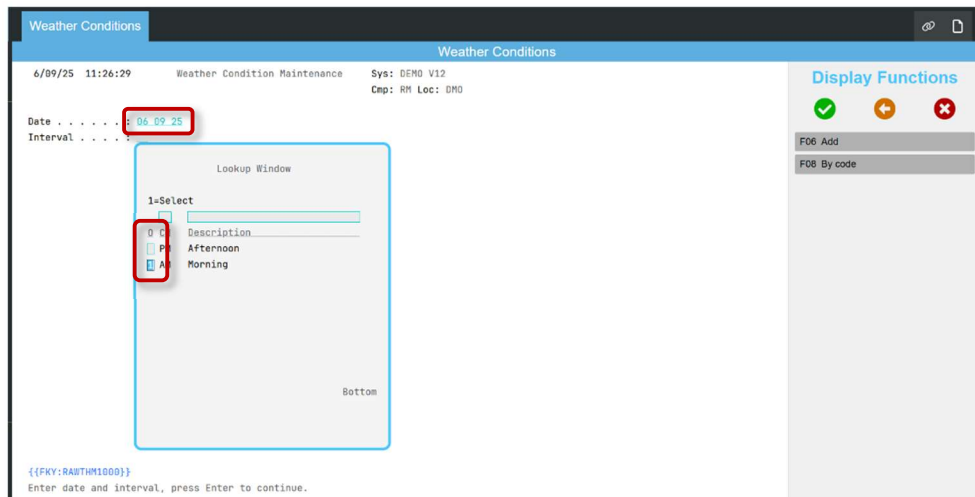 Weather Conditions
Weather Conditions
6/09/25 11:26:29 Weather Condition Maintenance Sys: DEMO V12
Cmp: RM Loc: DMO
Display Functions
Date . . . . . . : 06 09 25
Interval . . . . :
F06 Add
F08 By code
Lookup Window
1=Select
Description
Afternoon
Morning
Bottom
{{FKY:RAWTHM1000}}
Enter date and interval, press Enter to continue.